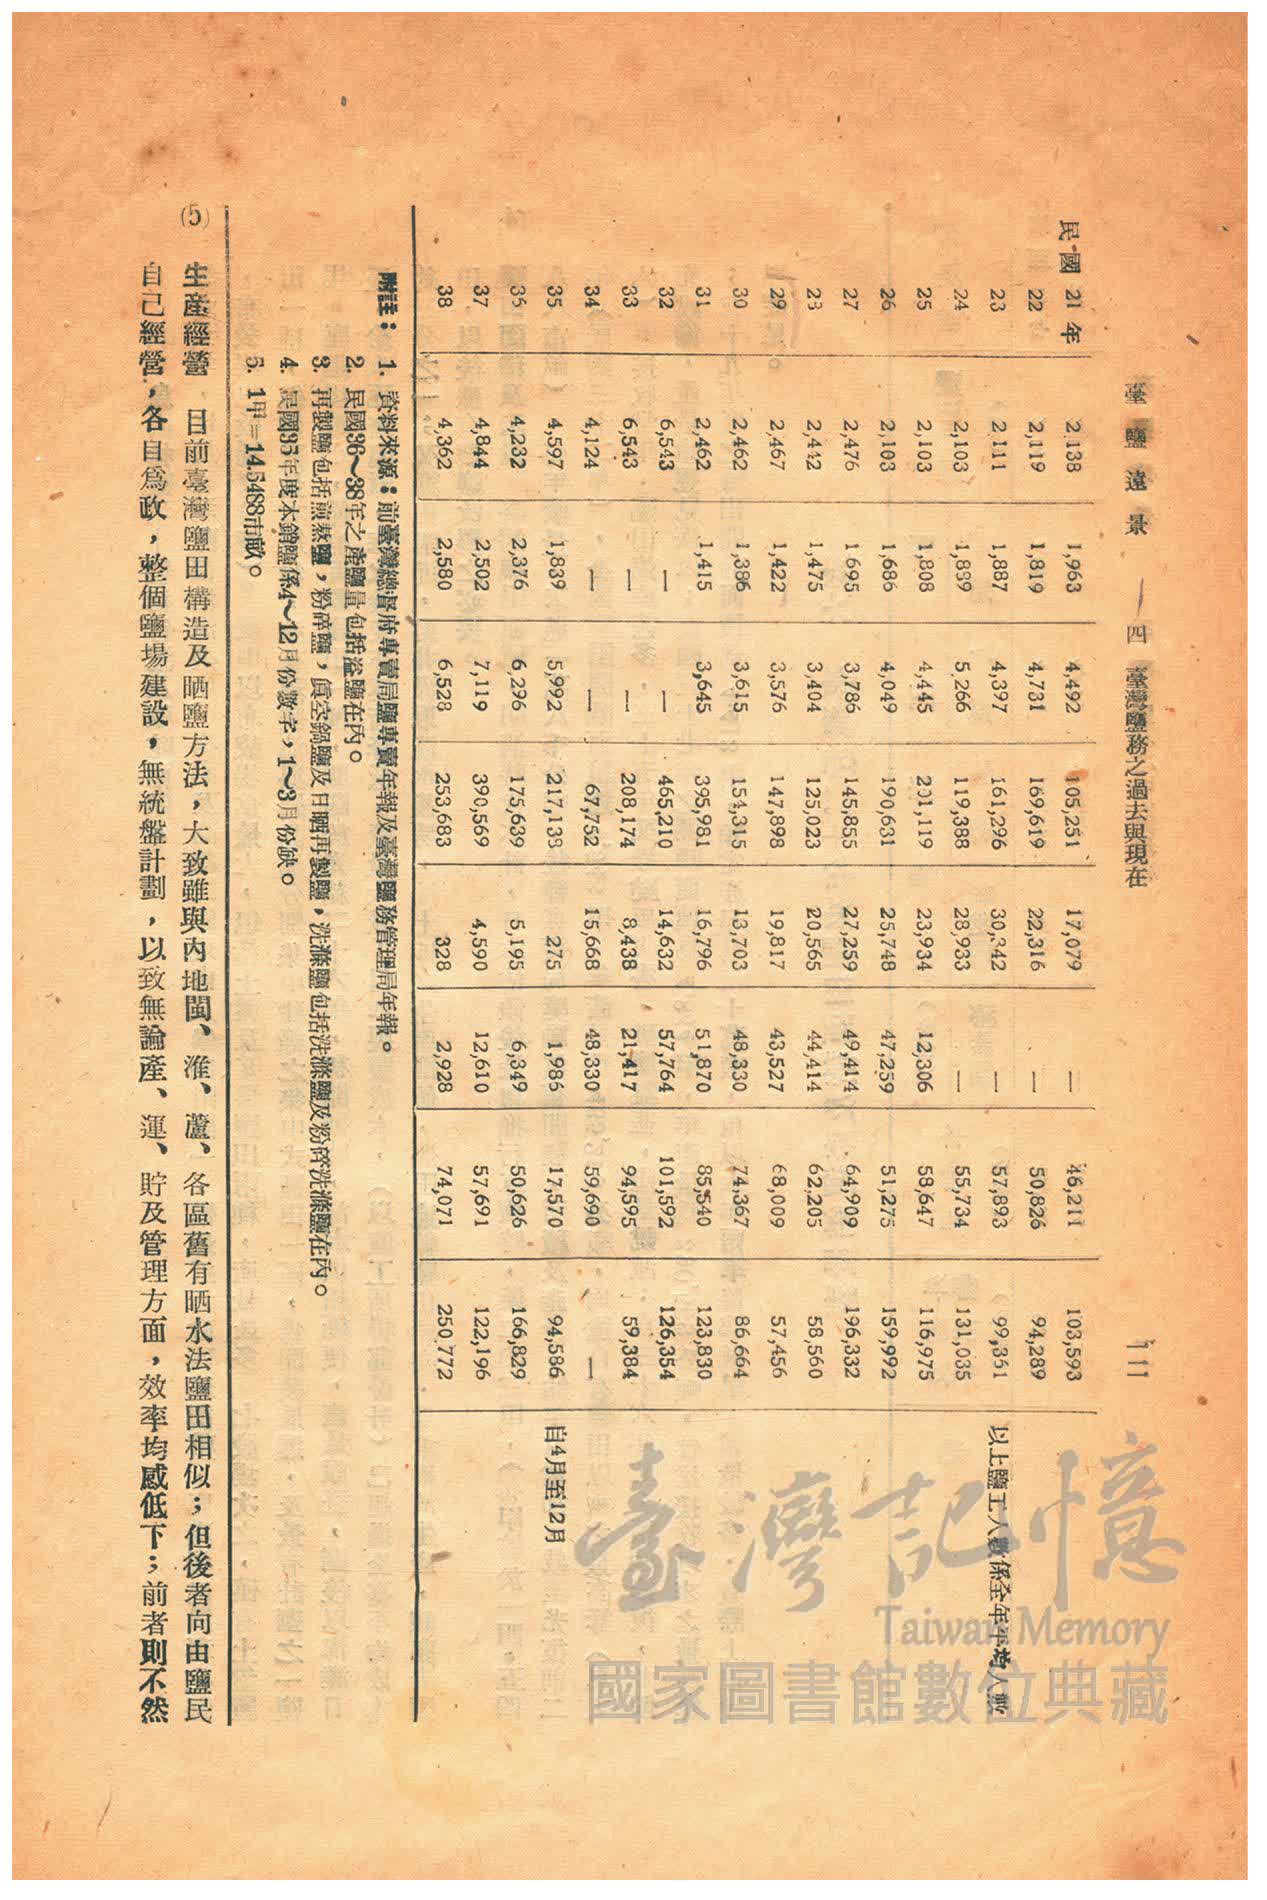 臺鹽遠景 — 四 臺灣鹽務之過去與現在 二二
民國21年 2,138 1,963 4,492 105,251 17,079 — 46,211 103,593
22 2,119 1,819 4,731 169,619 22,316 — 50,826 94,289
23 2,111 1,887 4,397 161,296 30,342 — 57,893 99,361 以上鹽工人數係全年平均人數
24 2,103 1,889 5,266 119,388 28,933 — 55,734 131,035
25 2,103 1,808 4,445 201,119 23,934 12,306 58,647 116,975
26 2,103 1,686 4,049 190,631 25,748 47,259 51,275 159,992
27 2,476 1,695 3,786 145,855 27,259 49,414 64,909 196,332
28 2,442 1,475 3,404 125,023 20,565 44,414 62,205 58,560
29 2,467 1,422 3,576 147,898 19,817 43,527 68,009 57,456
30 2,462 1,386 3,615 154,315 13,703 48,330 74,367 86,664
31 2,462 1,415 3,645 395,981 16,796 51,870 85,540 123,830
32 6,543 — — 465,210 14,632 57,764 101,592 126,354
33 6,543 — — 208,174 8,438 21,417 94,595 59,384
34 4,124 — — 67,752 15,668 48,330 59,690 —
35 4,597 1,839 5,992 217,138 275 1,986 17,570 94,586 自4月至12月
36 4,232 2,376 6,296 175,639 5,195 6,349 50,626 166,829
37 4,844 2,502 7,119 390,569 4,590 12,610 57,691 122,196
38 4,362 2,580 6,528 253,683 328 2,928 74,071 250,772
附註：1. 資料來源：前臺灣總督府專賣局鹽專賣年報及臺灣鹽務管理局年報。
2. 民國36～38年之產鹽量包括溢鹽在內。
3. 再製鹽包括煎熬鹽，粉碎鹽，真空鍋鹽及日晒再製鹽，洗滌鹽包括洗滌鹽及粉碎洗滌鹽在內。
4. 民國35年度本銷鹽係4～12月份數字，1～3月份缺。
5. 1甲=14.5488市畝。
(5) 生產經營 目前臺灣鹽田構造及晒鹽方法，大致雖與內地閩、淮、蘆、各區舊有晒水法鹽田相似；但後者向由鹽民
自己經營，各自爲政，整個鹽場建設，無統盤計劃，以致無論產、運、貯及管理方面，效率均感低下；前者則不然
臺灣記憶
Taiwan Memory
國家圖書館數位典藏